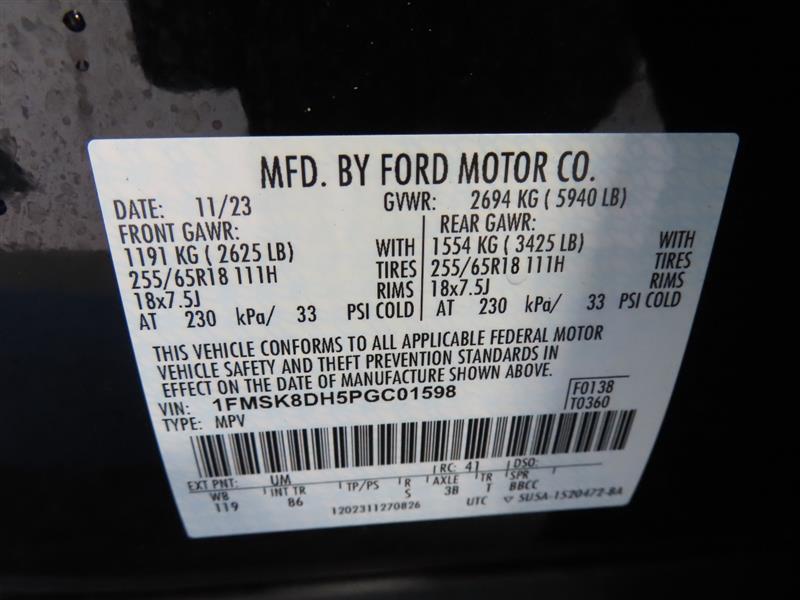 MFD. BY FORD MOTOR CO.
DATE: 11/23 GVWR: 2694 KG ( 5940 LB)
FRONT GAWR: REAR GAWR:
1191 KG ( 2625 LB) WITH 1554 KG ( 3425 LB) WITH
255/65R18 111H TIRES 255/65R18 111H TIRES
18x7.5J RIMS 18x7.5J RIMS
AT 230 kPa/ 33 PSI COLD AT 230 kPa/ 33 PSI COLD
THIS VEHICLE CONFORMS TO ALL APPLICABLE FEDERAL MOTOR
VEHICLE SAFETY AND THEFT PREVENTION STANDARDS IN
EFFECT ON THE DATE OF MANUFACTURE SHOWN ABOVE.
VIN: 1FMSK8DH5PGC01598 F0138
TYPE: MPV T0360
EXT PNT: UM RC: 41 DSO:
WB INT TR TP/PS R AXLE TR SPR
119 86 S 3B T BBCC
1202311270826 UTC SU5A-1520472-BA